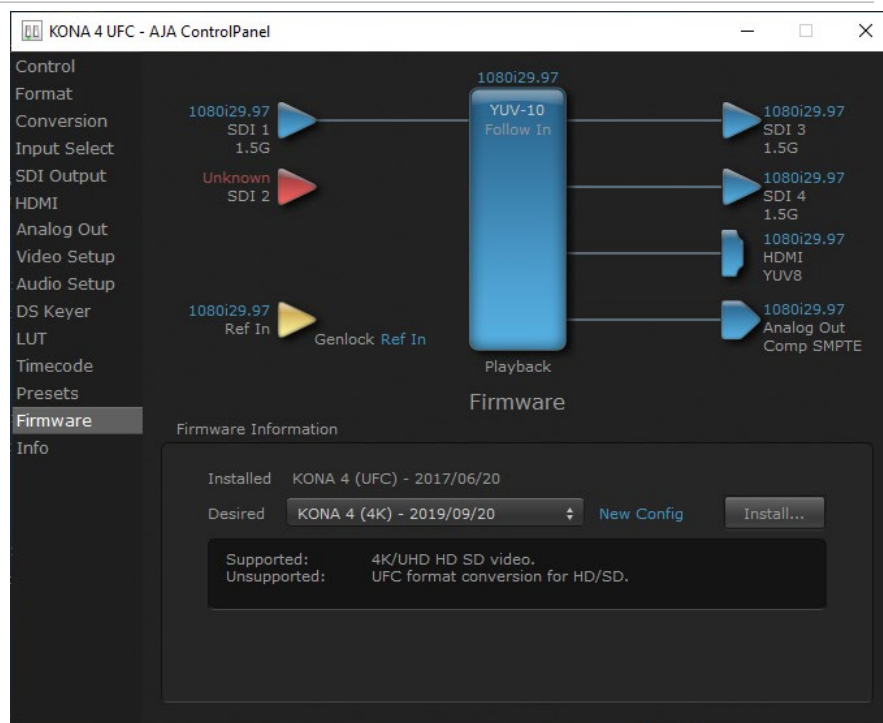 KONA 4 UFC - AJA ControlPanel
Control
Format
Conversion
Input Select
SDI Output
HDMI
Analog Out
Video Setup
Audio Setup
DS Keyer
LUT
Timecode
Presets
Firmware
Info
1080i29.97
SDI 1
1.5G
Unknown
SDI 2
1080i29.97
Ref In
Genlock Ref In
1080i29.97
YUV-10
Follow In
Playback
1080i29.97
SDI 3
1.5G
1080i29.97
SDI 4
1.5G
1080i29.97
HDMI
YUV8
1080i29.97
Analog Out
Comp SMPTE
Firmware
Firmware Information
Installed KONA 4 (UFC) - 2017/06/20
Desired KONA 4 (4K) - 2019/09/20 New Config Install...
Supported: 4K/UHD HD SD video.
Unsupported: UFC format conversion for HD/SD.